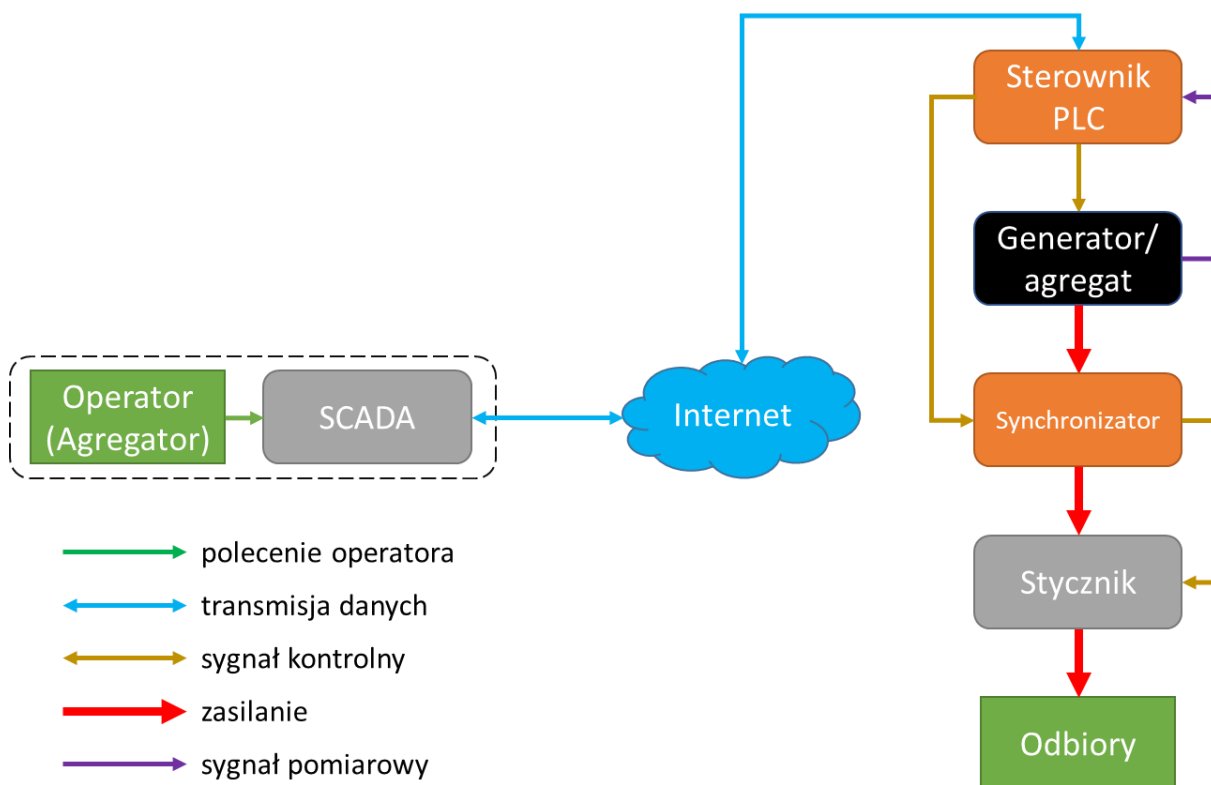 Sterownik
PLC
Generator/
agregat
Operator
(Agregator)
SCADA
Internet
Synchronizator
Stycznik
Odbiory
polecenie operatora
transmisja danych
sygnał kontrolny
zasilanie
sygnał pomiarowy